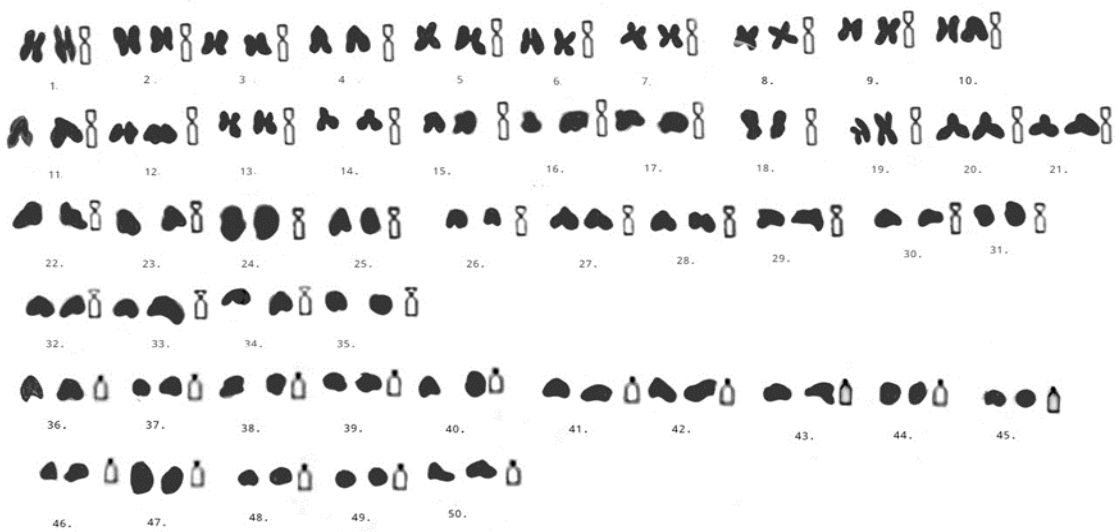 1. 2. 3. 4. 5. 6. 7. 8. 9. 10.
11. 12. 13. 14. 15. 16. 17. 18. 19. 20. 21.
22. 23. 24. 25. 26. 27. 28. 29. 30. 31.
32. 33. 34. 35.
36. 37. 38. 39. 40. 41. 42. 43. 44. 45.
46. 47. 48. 49. 50.